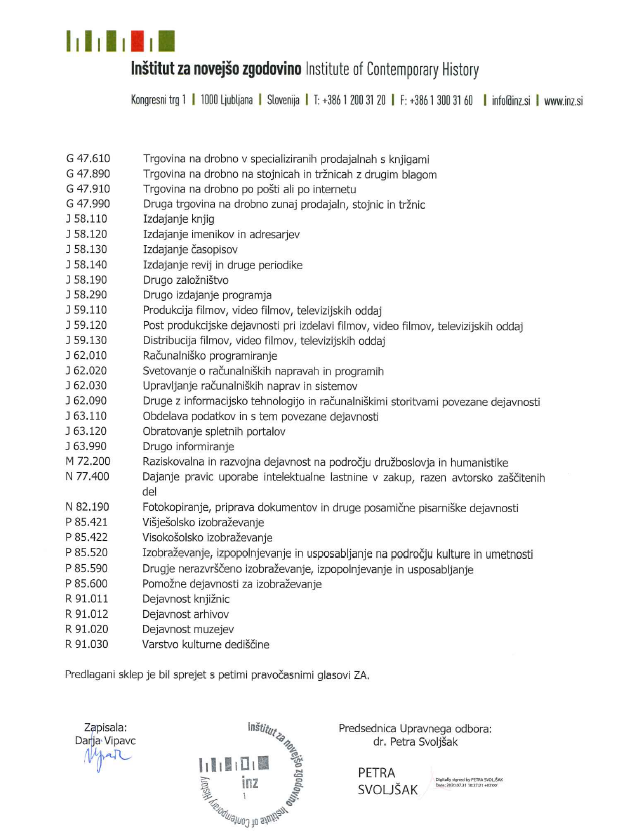 Inštitut za novejšo zgodovino Institute of Contemporary History
Kongresni trg 1 | 1000 Ljubljana | Slovenija | T: +386 1 200 31 20 | F: +386 1 300 31 60 | info@inz.si | www.inz.si
G 47.610 Trgovina na drobno v specializiranih prodajalnah s knjigami
G 47.890 Trgovina na drobno na stojnicah in tržnicah z drugim blagom
G 47.910 Trgovina na drobno po pošti ali po internetu
G 47.990 Druga trgovina na drobno zunaj prodajaln, stojnic in tržnic
J 58.110 Izdajanje knjig
J 58.120 Izdajanje imenikov in adresarjev
J 58.130 Izdajanje časopisov
J 58.140 Izdajanje revij in druge periodike
J 58.190 Drugo založništvo
J 58.290 Drugo izdajanje programja
J 59.110 Produkcija filmov, video filmov, televizijskih oddaj
J 59.120 Post produkcijske dejavnosti pri izdelavi filmov, video filmov, televizijskih oddaj
J 59.130 Distribucija filmov, video filmov, televizijskih oddaj
J 62.010 Računalniško programiranje
J 62.020 Svetovanje o računalniških napravah in programih
J 62.030 Upravljanje računalniških naprav in sistemov
J 62.090 Druge z informacijsko tehnologijo in računalniškimi storitvami povezane dejavnosti
J 63.110 Obdelava podatkov in s tem povezane dejavnosti
J 63.120 Obratovanje spletnih portalov
J 63.990 Drugo informiranje
M 72.200 Raziskovalna in razvojna dejavnost na področju družboslovja in humanistike
N 77.400 Dajanje pravic uporabe intelektualne lastnine v zakup, razen avtorsko zaščitenih
del
N 82.190 Fotokopiranje, priprava dokumentov in druge posamične pisarniške dejavnosti
P 85.421 Višješolsko izobraževanje
P 85.422 Visokošolsko izobraževanje
P 85.520 Izobraževanje, izpopolnjevanje in usposabljanje na področju kulture in umetnosti
P 85.590 Drugje nerazvrščeno izobraževanje, izpopolnjevanje in usposabljanje
P 85.600 Pomožne dejavnosti za izobraževanje
R 91.011 Dejavnost knjižnic
R 91.012 Dejavnost arhivov
R 91.020 Dejavnost muzejev
R 91.030 Varstvo kulturne dediščine
Predlagani sklep je bil sprejet s petimi pravočasnimi glasovi ZA.
Zapisala:
Darja Vipavc
Inštitut za novejšo zgodovino Institute of Contemporary History
inz
1
Predsednica Upravnega odbora:
dr. Petra Svoljšak
PETRA
SVOLJŠAK
Digitally signed by PETRA SVOLJŠAK